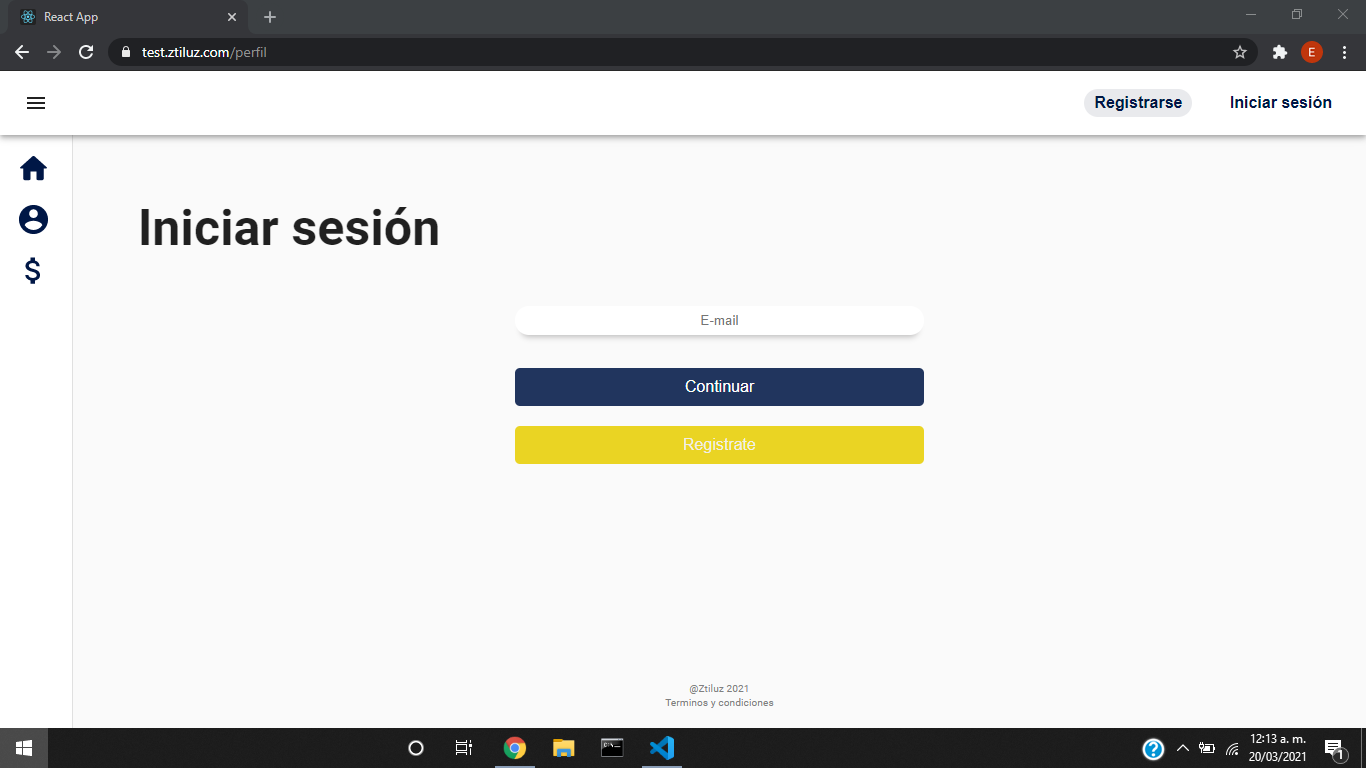 React App
test.ztiluz.com/perfil
E
Registrarse
Iniciar sesión
$
Iniciar sesión
E-mail
Continuar
Registrate
@Ztiluz 2021
Terminos y condiciones
12:13 a. m.
20/03/2021
1